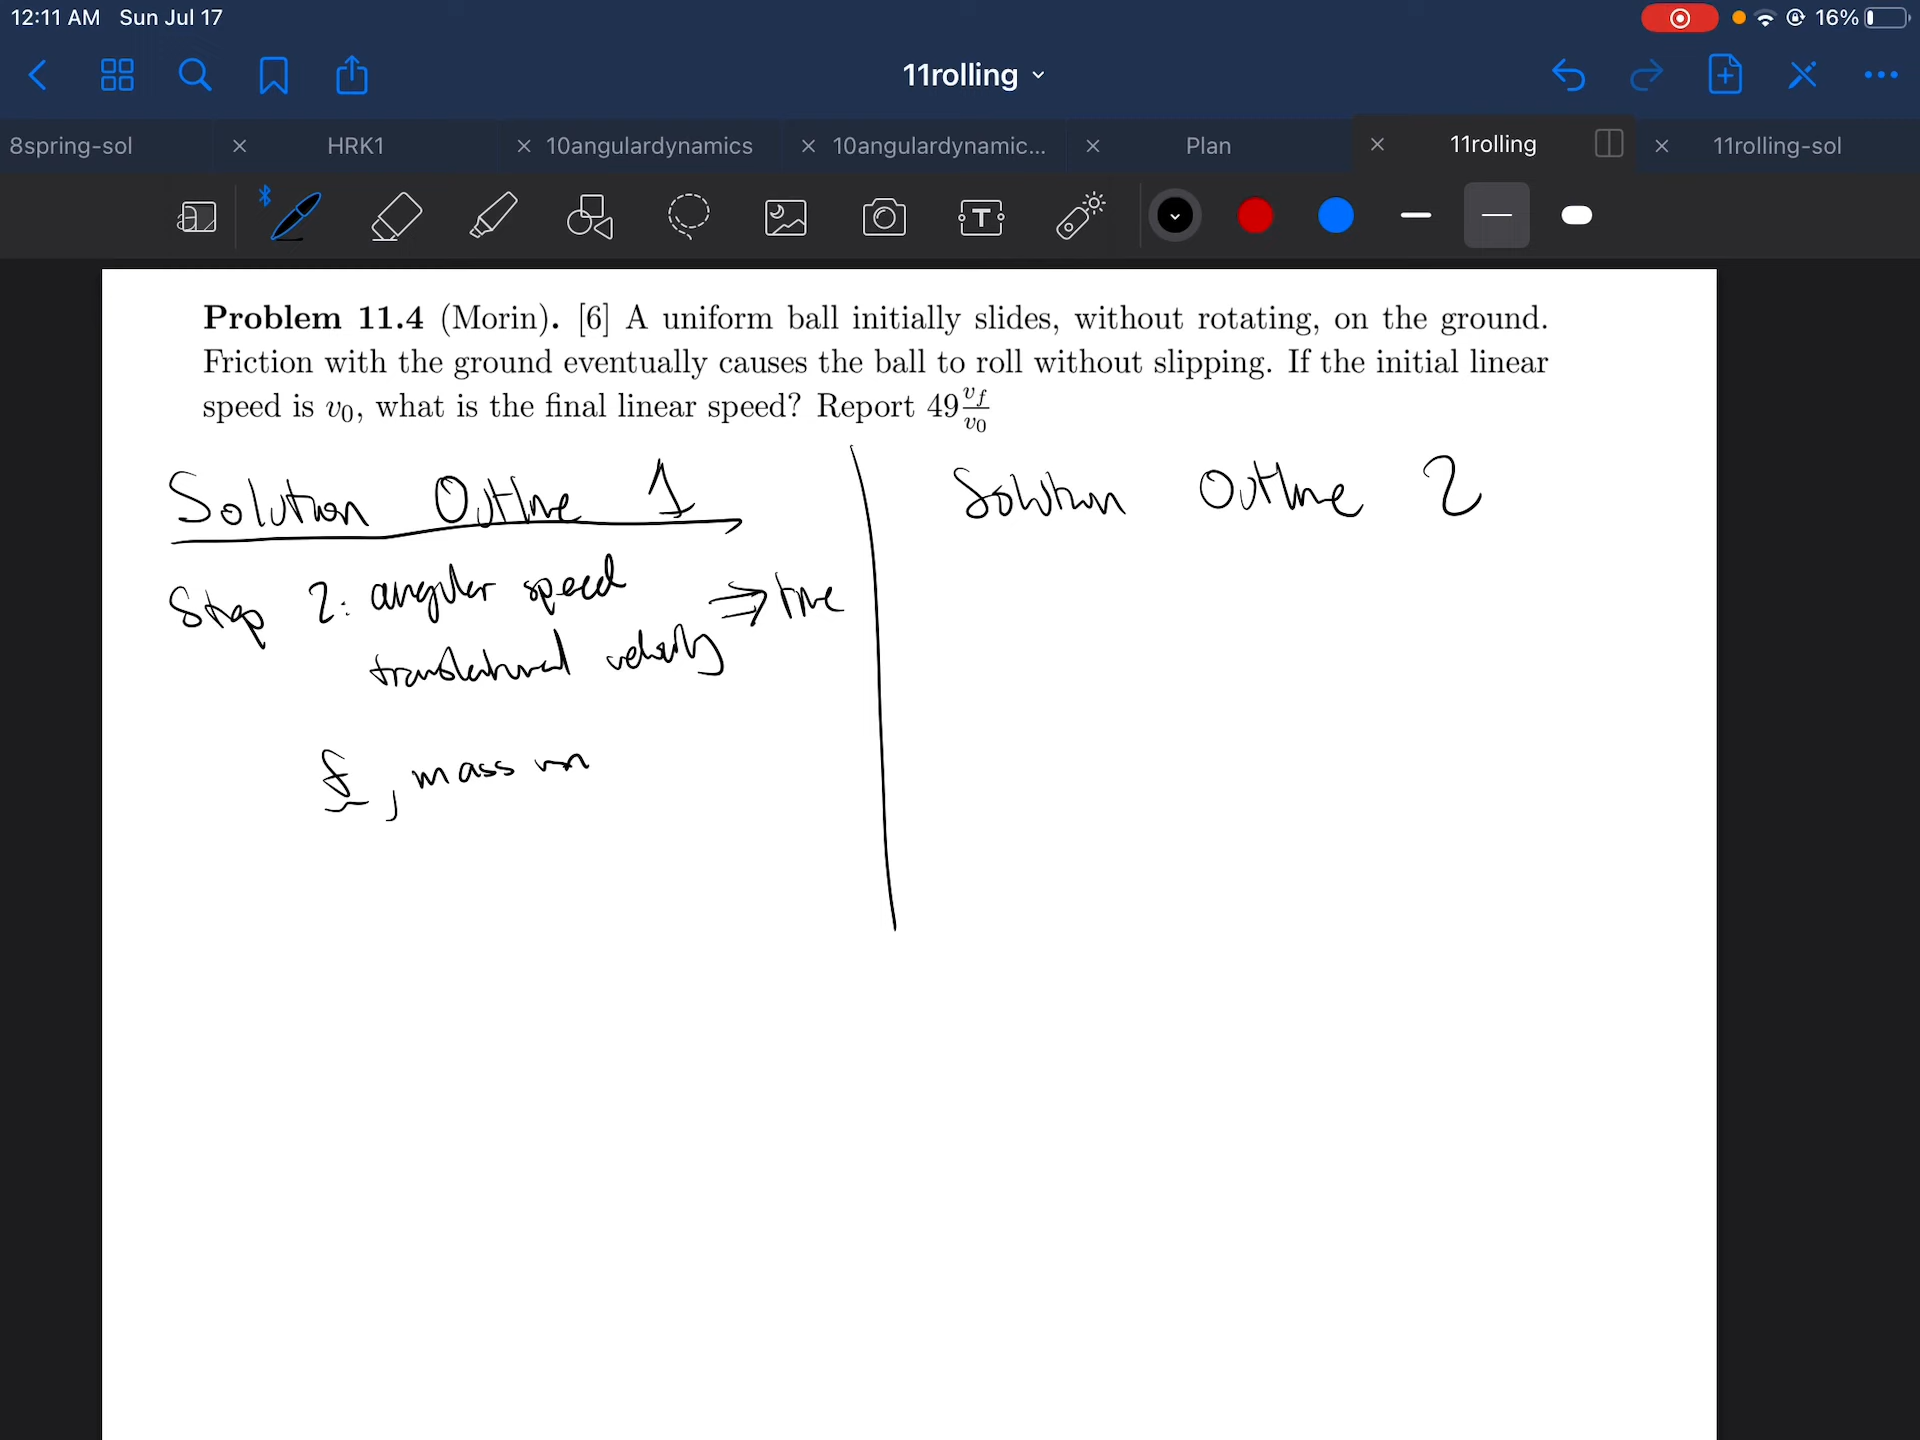 12:11 AM Sun Jul 17
16%
11rolling
8spring-sol
HRK1
10angulardynamics
10angulardynamic...
Plan
11rolling
11rolling-sol
Problem 11.4 (Morin). [6] A uniform ball initially slides, without rotating, on the ground.
Friction with the ground eventually causes the ball to roll without slipping. If the initial linear
speed is v₀, what is the final linear speed? Report 49 v_f/v₀
Solution Outline 1
Solution Outline 2
Step 2: angular speed
⇒ time
translational velocity
f, mass m